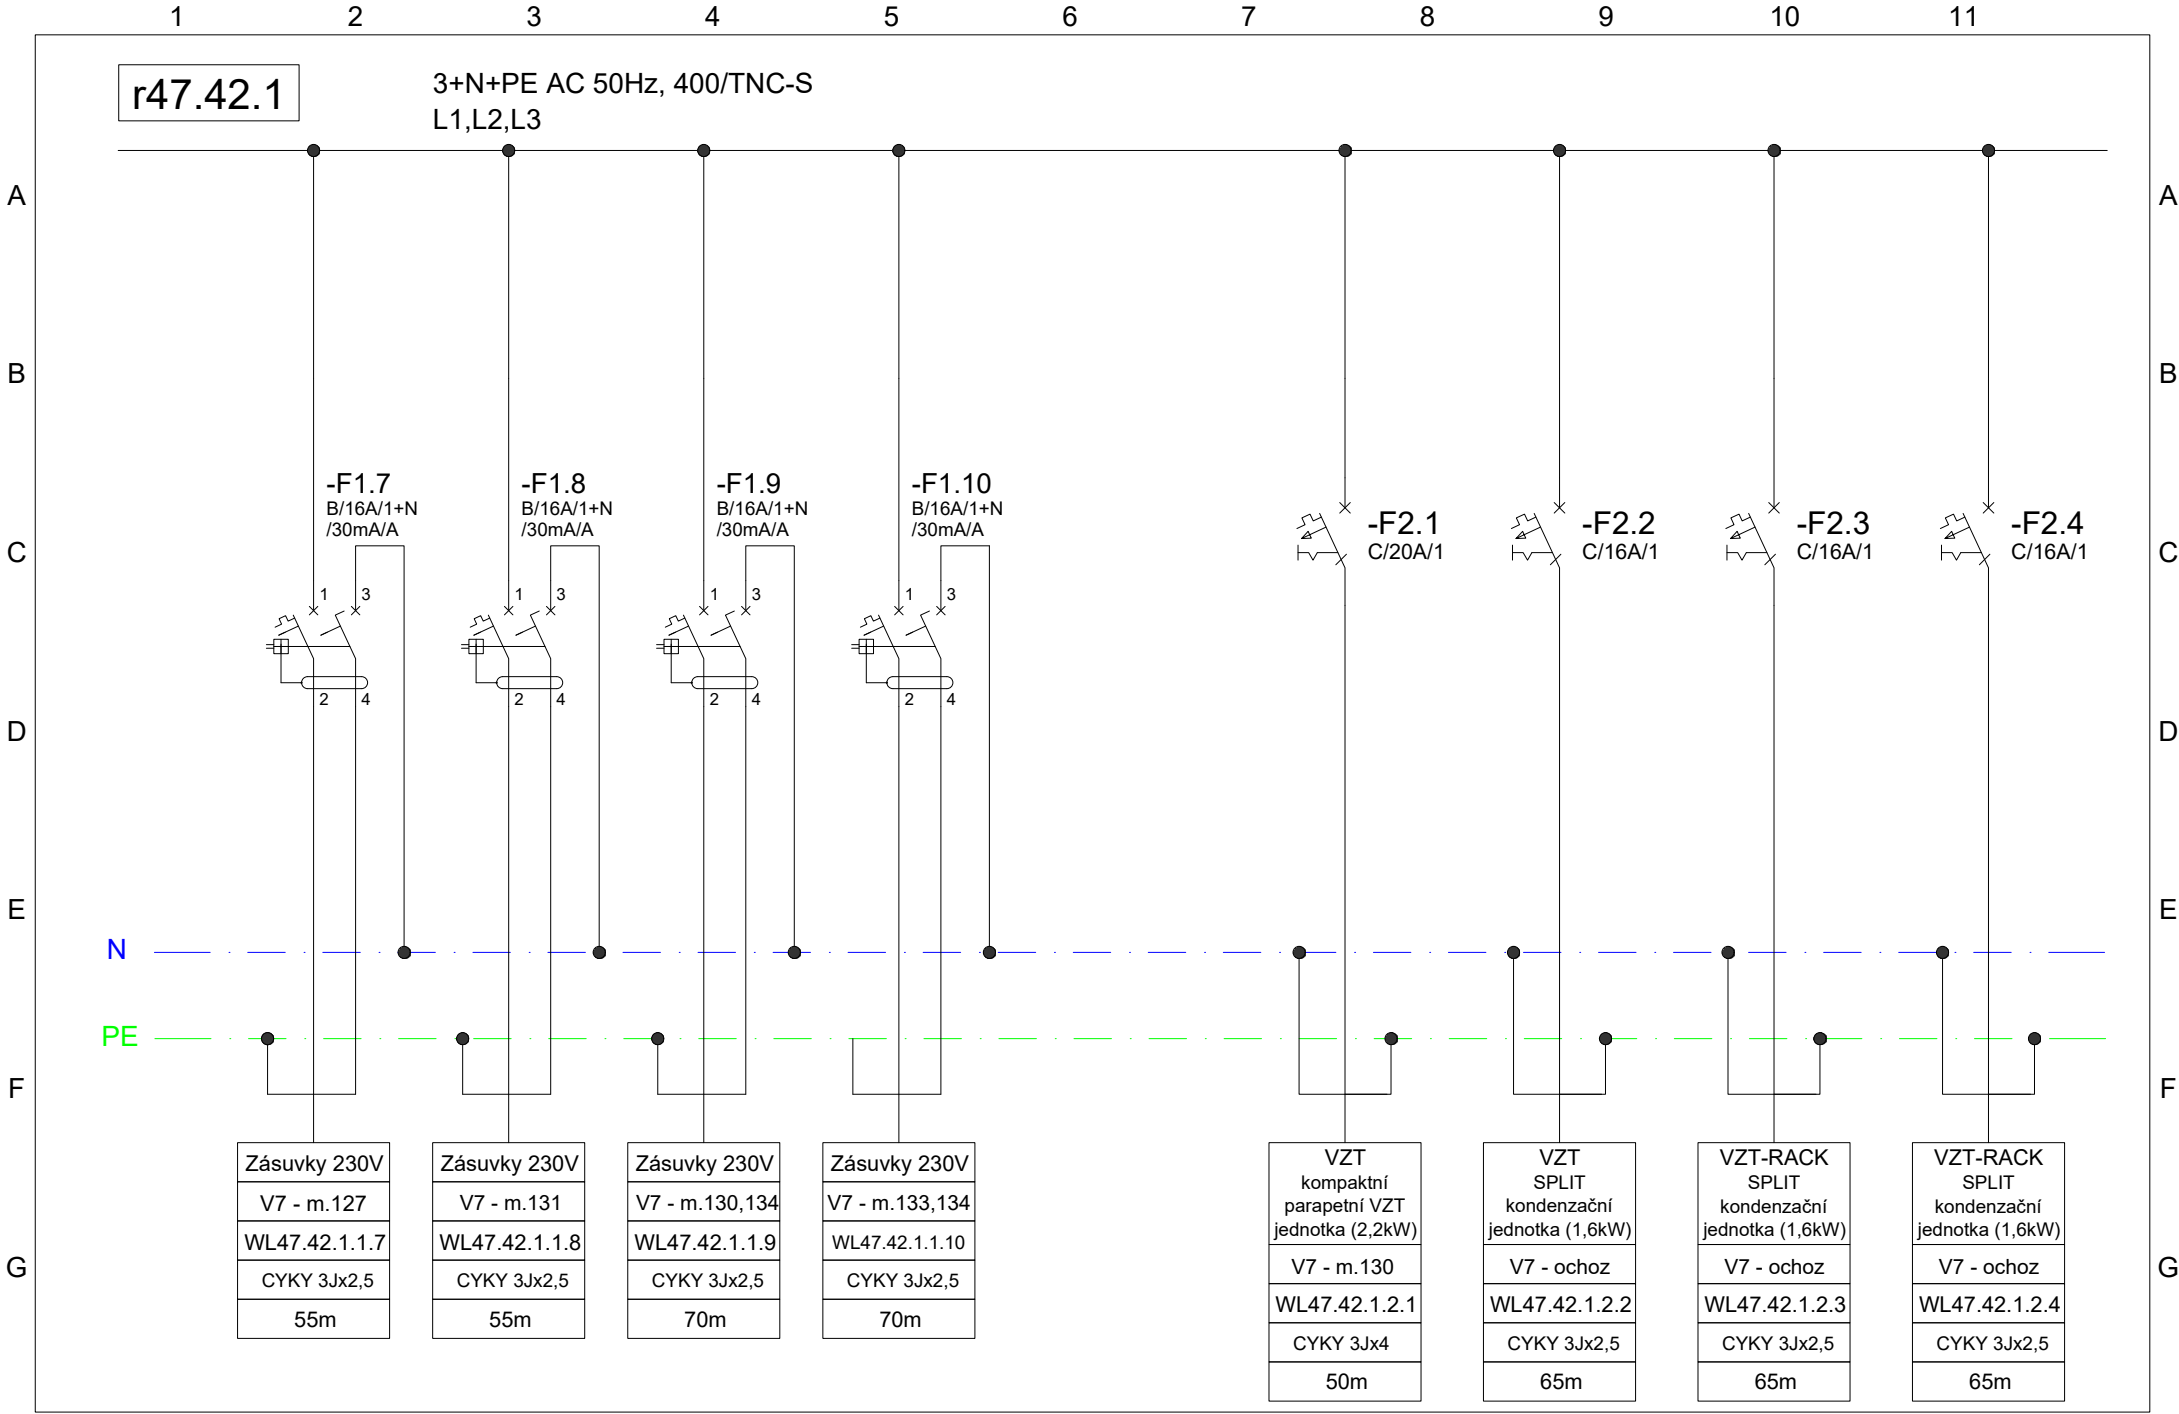 1 2 3 4 5 6 7 8 9 10 11
r47.42.1
3+N+PE AC 50Hz, 400/TNC-S
L1,L2,L3
A A
B B
C C
D D
E E
F F
G G
-F1.7
B/16A/1+N
/30mA/A
1 3
2 4
-F1.8
B/16A/1+N
/30mA/A
1 3
2 4
-F1.9
B/16A/1+N
/30mA/A
1 3
2 4
-F1.10
B/16A/1+N
/30mA/A
1 3
2 4
-F2.1
C/20A/1
-F2.2
C/16A/1
-F2.3
C/16A/1
-F2.4
C/16A/1
N
PE
Zásuvky 230V
V7 - m.127
WL47.42.1.1.7
CYKY 3Jx2,5
55m
Zásuvky 230V
V7 - m.131
WL47.42.1.1.8
CYKY 3Jx2,5
55m
Zásuvky 230V
V7 - m.130,134
WL47.42.1.1.9
CYKY 3Jx2,5
70m
Zásuvky 230V
V7 - m.133,134
WL47.42.1.1.10
CYKY 3Jx2,5
70m
VZT
kompaktní
parapetní VZT
jednotka (2,2kW)
V7 - m.130
WL47.42.1.2.1
CYKY 3Jx4
50m
VZT
SPLIT
kondenzační
jednotka (1,6kW)
V7 - ochoz
WL47.42.1.2.2
CYKY 3Jx2,5
65m
VZT-RACK
SPLIT
kondenzační
jednotka (1,6kW)
V7 - ochoz
WL47.42.1.2.3
CYKY 3Jx2,5
65m
VZT-RACK
SPLIT
kondenzační
jednotka (1,6kW)
V7 - ochoz
WL47.42.1.2.4
CYKY 3Jx2,5
65m